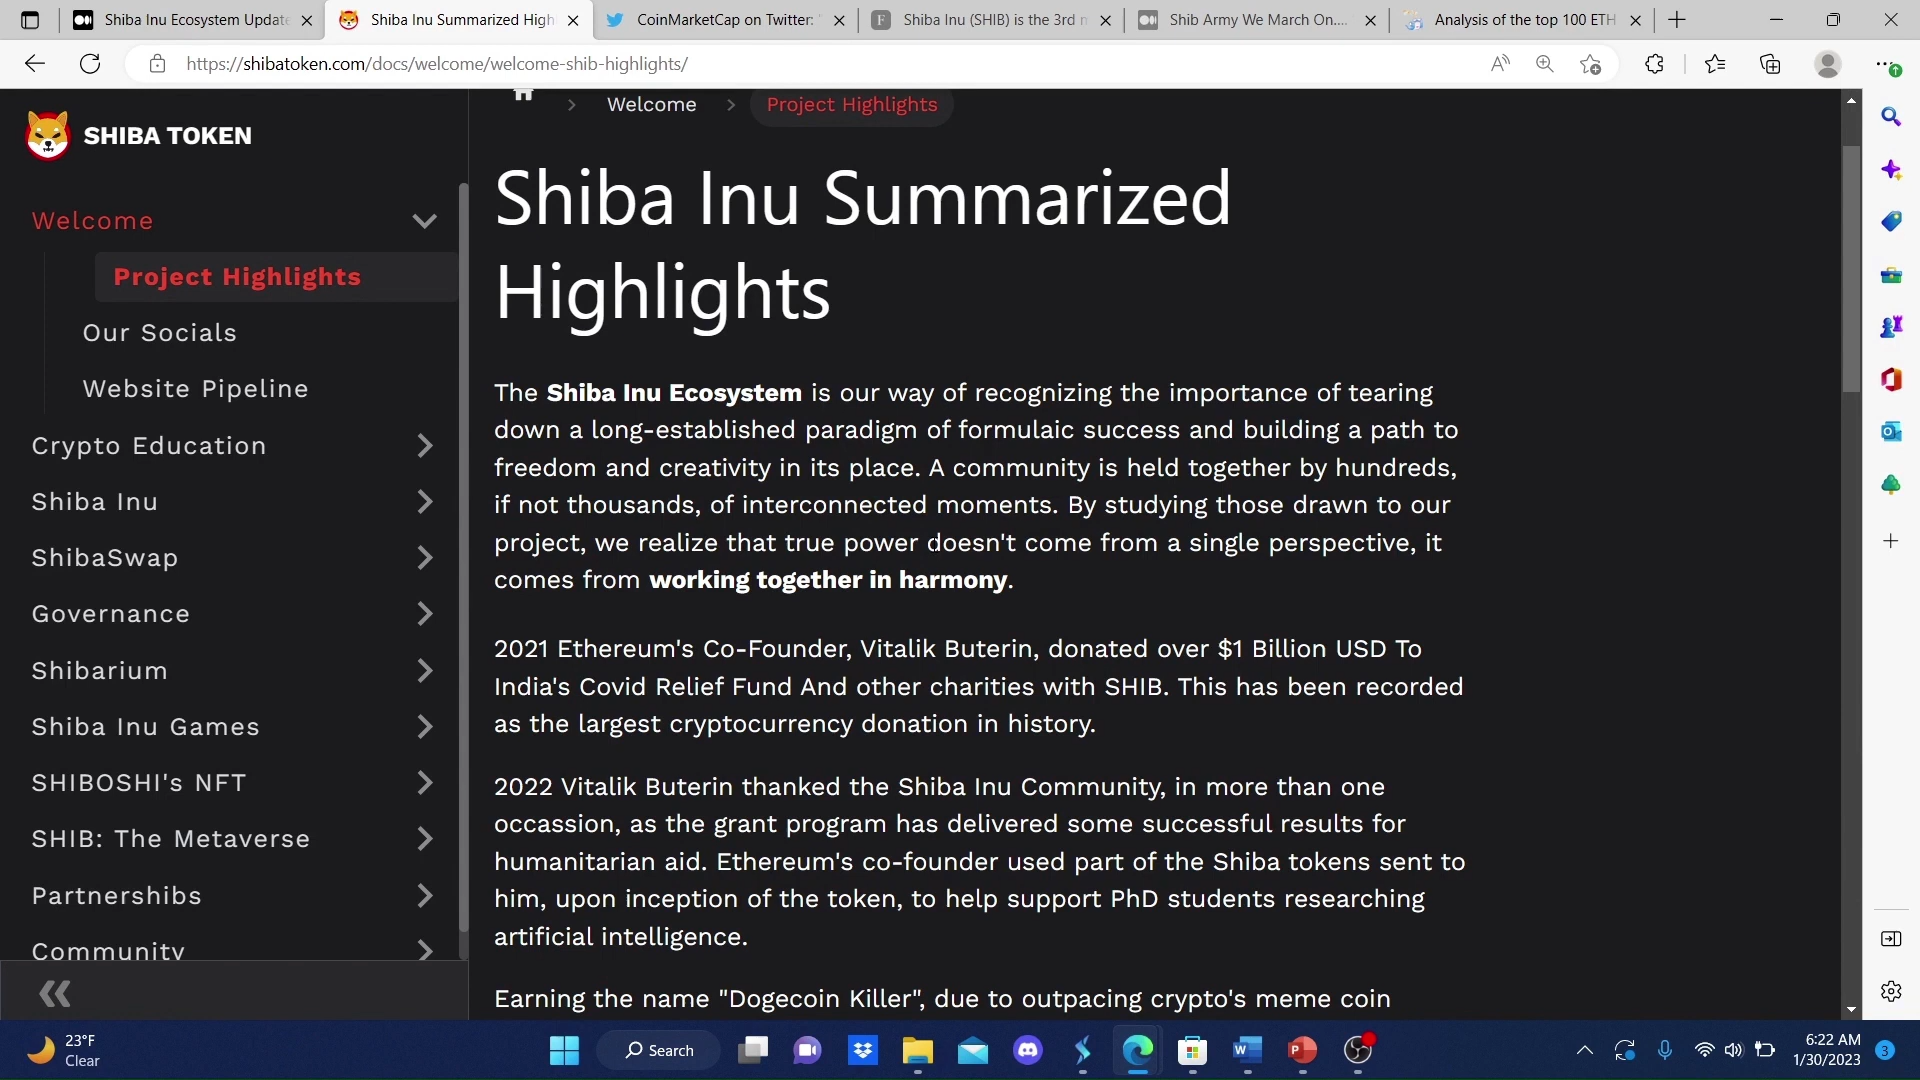 Shiba Inu Ecosystem Update
Shiba Inu Summarized High
CoinMarketCap on Twitter: "
Shiba Inu (SHIB) is the 3rd m
Shib Army We March On....
Analysis of the top 100 ETH
https://shibatoken.com/docs/welcome/welcome-shib-highlights/
SHIBA TOKEN
Welcome
Project Highlights
Our Socials
Website Pipeline
Crypto Education
Shiba Inu
ShibaSwap
Governance
Shibarium
Shiba Inu Games
SHIBOSHI's NFT
SHIB: The Metaverse
Partnershibs
Community
Welcome
Project Highlights
Shiba Inu Summarized
Highlights
The Shiba Inu Ecosystem is our way of recognizing the importance of tearing
down a long-established paradigm of formulaic success and building a path to
freedom and creativity in its place. A community is held together by hundreds,
if not thousands, of interconnected moments. By studying those drawn to our
project, we realize that true power doesn't come from a single perspective, it
comes from working together in harmony.
2021 Ethereum's Co-Founder, Vitalik Buterin, donated over $1 Billion USD To
India's Covid Relief Fund And other charities with SHIB. This has been recorded
as the largest cryptocurrency donation in history.
2022 Vitalik Buterin thanked the Shiba Inu Community, in more than one
occassion, as the grant program has delivered some successful results for
humanitarian aid. Ethereum's co-founder used part of the Shiba tokens sent to
him, upon inception of the token, to help support PhD students researching
artificial intelligence.
Earning the name "Dogecoin Killer", due to outpacing crypto's meme coin
23°F
Clear
Search
6:22 AM
1/30/2023
3